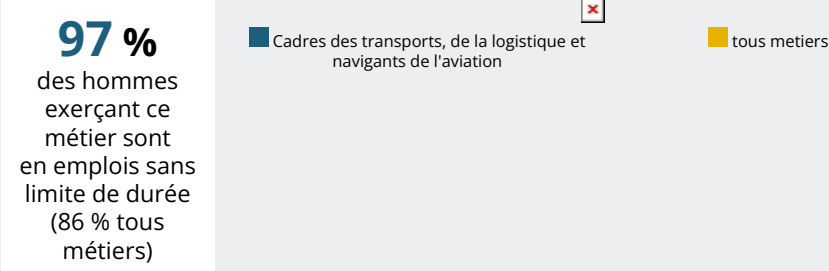 97 %
des hommes
exerçant ce
métier sont
en emplois sans
limite de durée
(86 % tous
métiers)
Cadres des transports, de la logistique et
navigants de l'aviation
tous metiers